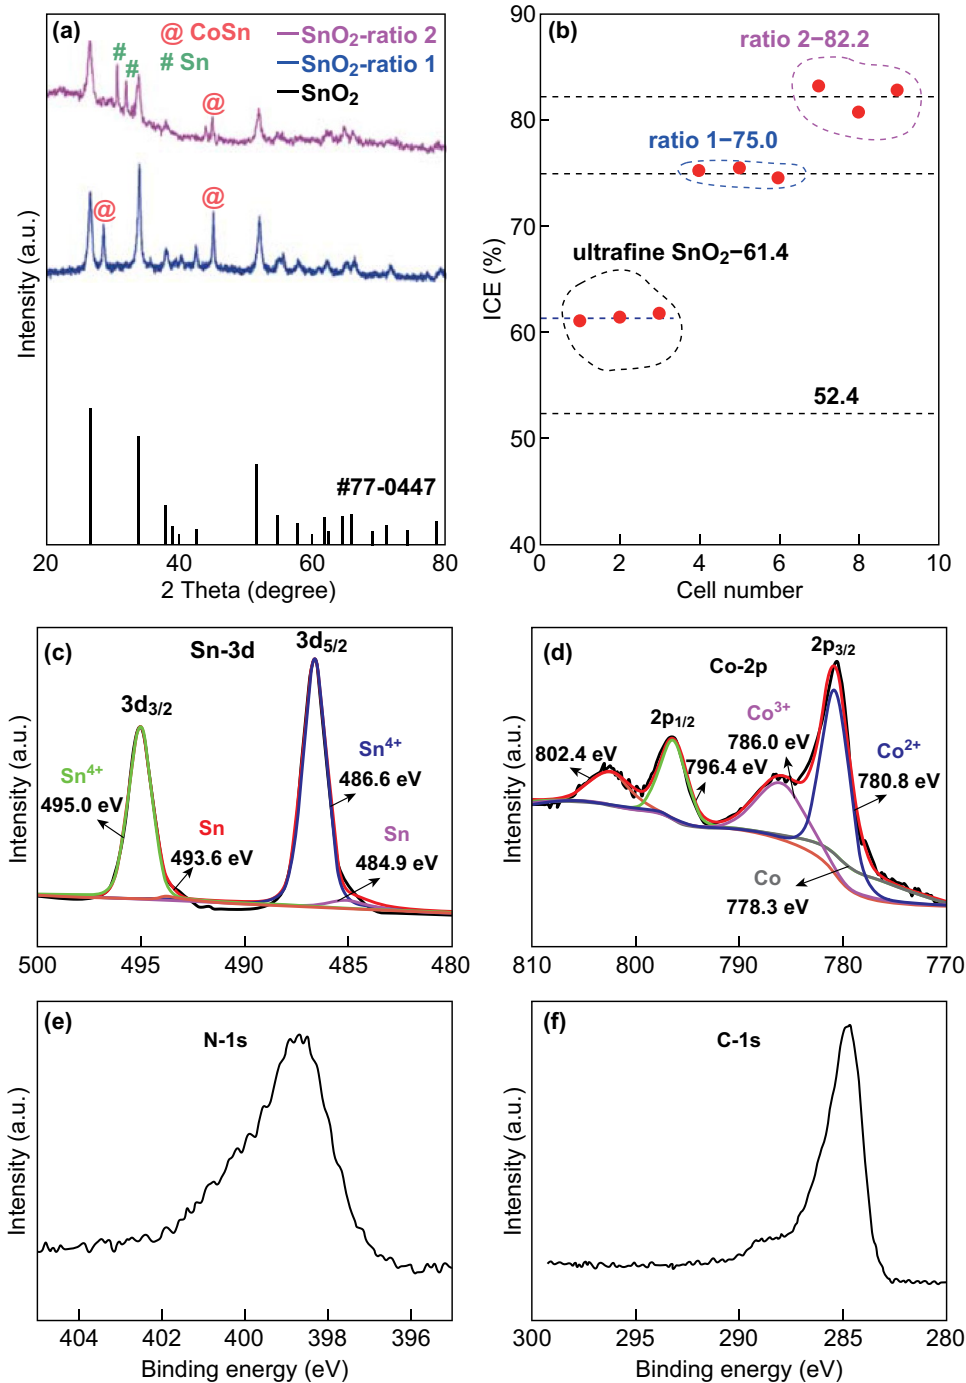 (a)
@ CoSn
# Sn
SnO2-ratio 2
SnO2-ratio 1
SnO2
#
#
@
@
@
#77-0447
Intensity (a.u.)
20 40 60 80
2 Theta (degree)
(b)
ratio 2−82.2
ratio 1−75.0
ultrafine SnO2−61.4
52.4
ICE (%)
90
80
70
60
50
40
0 2 4 6 8 10
Cell number
(c)
Sn-3d
3d5/2
3d3/2
Sn4+
495.0 eV
Sn
493.6 eV
Sn4+
486.6 eV
Sn
484.9 eV
Intensity (a.u.)
500 495 490 485 480
(d)
Co-2p
2p3/2
2p1/2
802.4 eV
796.4 eV
Co3+
786.0 eV
Co2+
780.8 eV
Co
778.3 eV
Intensity (a.u.)
810 800 790 780 770
(e)
N-1s
Intensity (a.u.)
404 402 400 398 396
Binding energy (eV)
(f)
C-1s
Intensity (a.u.)
300 295 290 285 280
Binding energy (eV)